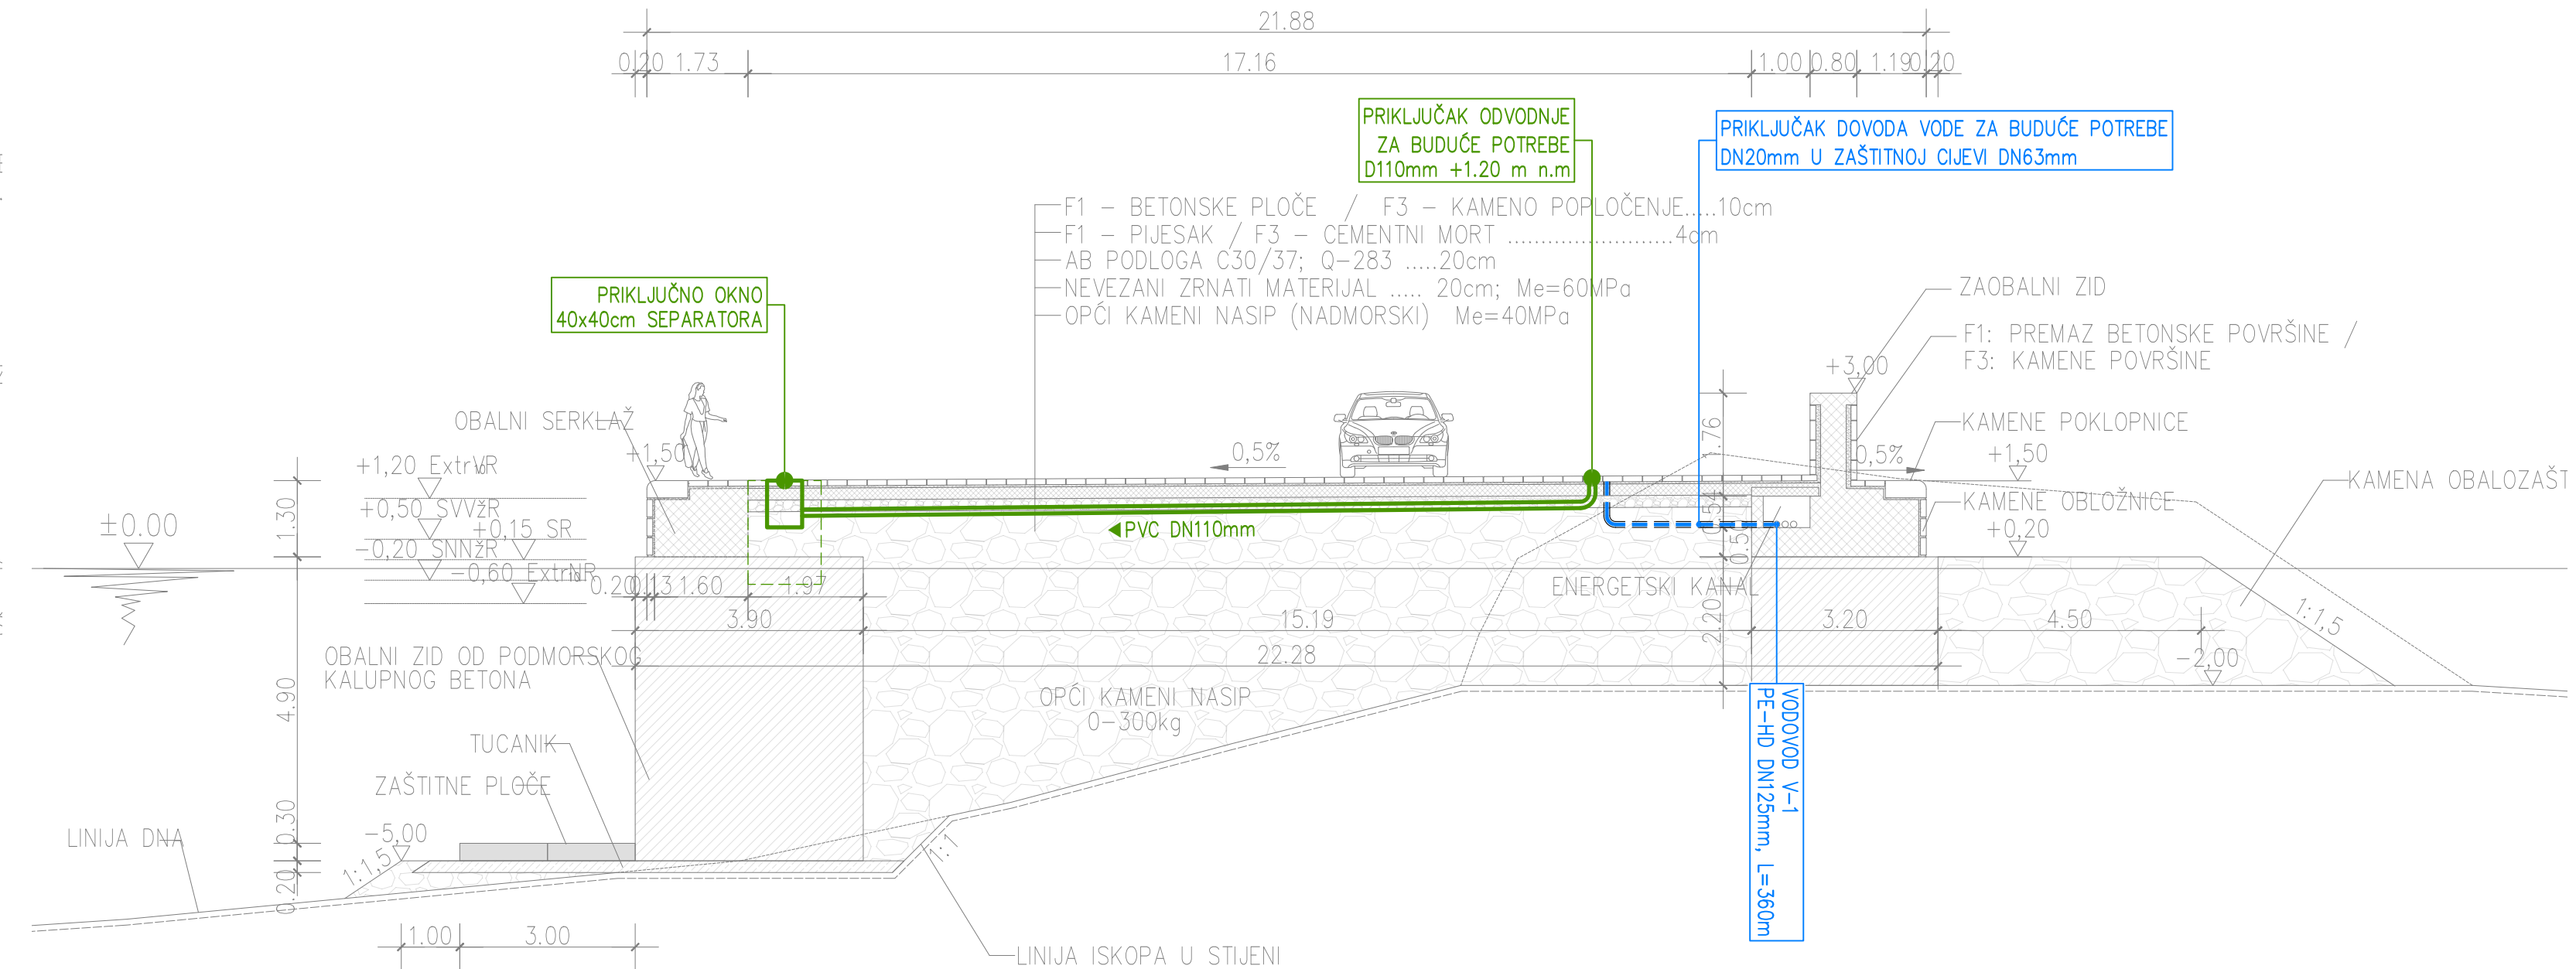 21.88
0.20 1.73 17.16 1.00 0.80 1.19 0.20
PRIKLJUČAK ODVODNJE
ZA BUDUĆE POTREBE
D110mm +1.20 m n.m
PRIKLJUČAK DOVODA VODE ZA BUDUĆE POTREBE
DN20mm U ZAŠTITNOJ CIJEVI DN63mm
F1 – BETONSKE PLOČE / F3 – KAMENO POPLOČENJE.....10cm
F1 – PIJESAK / F3 – CEMENTNI MORT .........................4cm
AB PODLOGA C30/37; Q–283 .....20cm
NEVEZANI ZRNATI MATERIJAL ..... 20cm; Me=60MPa
OPĆI KAMENI NASIP (NADMORSKI) Me=40MPa
PRIKLJUČNO OKNO
40x40cm SEPARATORA
ZAOBALNI ZID
F1: PREMAZ BETONSKE POVRŠINE /
F3: KAMENE POVRŠINE
+3,00
OBALNI SERKLAŽ
KAMENE POKLOPNICE
+1,50
0,5%
1.76
0,5%
+1,50
+1,20 ExtrVR
KAMENA OBALOZAŠT
+0,50 SVVžR
KAMENE OBLOŽNICE
±0.00
1.30
+0,15 SR
PVC DN110mm
0.54
0.50
+0,20
–0,20 SNNžR
–0,60 ExtrNR
0.20 0.13 1.60 1.97
ENERGETSKI KANAL
3.90 15.19 2.20 3.20 4.50
1:1,5
22.28
–2,00
OBALNI ZID OD PODMORSKOG
KALUPNOG BETONA
4.90
OPĆI KAMENI NASIP
0–300kg
VODOVOD V–1
PE–HD DN125mm, L=360m
TUCANIK
ZAŠTITNE PLOČE
0.30
LINIJA DNA
–5,00
1:1,5
1:1
0.20
1.00 3.00
LINIJA ISKOPA U STIJENI